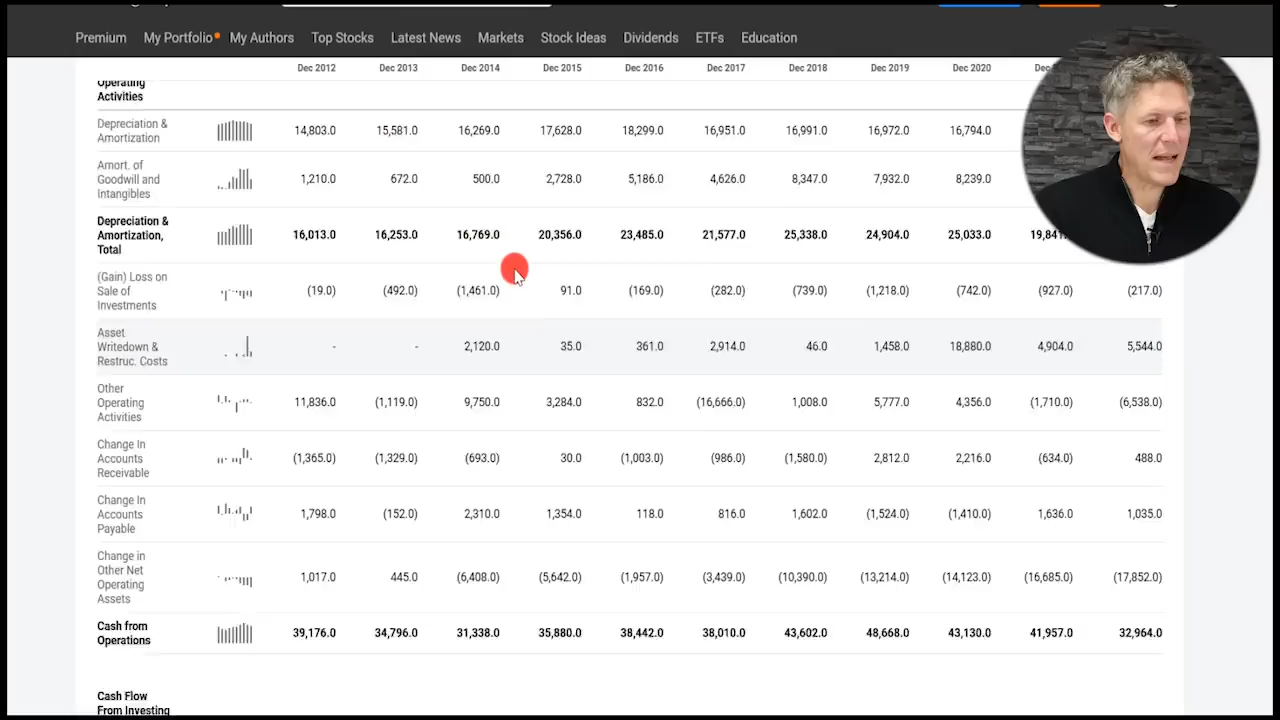 Premium My Portfolio My Authors Top Stocks Latest News Markets Stock Ideas Dividends ETFs Education
Dec 2012 Dec 2013 Dec 2014 Dec 2015 Dec 2016 Dec 2017 Dec 2018 Dec 2019 Dec 2020
Operating
Activities
Depreciation &
Amortization
14,803.0 15,581.0 16,269.0 17,628.0 18,299.0 16,951.0 16,991.0 16,972.0 16,794.0
Amort. of
Goodwill and
Intangibles
1,210.0 672.0 500.0 2,728.0 5,186.0 4,626.0 8,347.0 7,932.0 8,239.0
Depreciation &
Amortization,
Total
16,013.0 16,253.0 16,769.0 20,356.0 23,485.0 21,577.0 25,338.0 24,904.0 25,033.0
(Gain) Loss on
Sale of
Investments
(19.0) (492.0) (1,461.0) 91.0 (169.0) (282.0) (739.0) (1,218.0) (742.0) (927.0) (217.0)
Asset
Writedown &
Restruc. Costs
- - 2,120.0 35.0 361.0 2,914.0 46.0 1,458.0 18,880.0 4,904.0 5,544.0
Other
Operating
Activities
11,836.0 (1,119.0) 9,750.0 3,284.0 832.0 (16,666.0) 1,008.0 5,777.0 4,356.0 (1,710.0) (6,538.0)
Change In
Accounts
Receivable
(1,365.0) (1,329.0) (693.0) 30.0 (1,003.0) (986.0) (1,580.0) 2,812.0 2,216.0 (634.0) 488.0
Change In
Accounts
Payable
1,798.0 (152.0) 2,310.0 1,354.0 118.0 816.0 1,602.0 (1,524.0) (1,410.0) 1,636.0 1,035.0
Change in
Other Net
Operating
Assets
1,017.0 445.0 (6,408.0) (5,642.0) (1,957.0) (3,439.0) (10,390.0) (13,214.0) (14,123.0) (16,685.0) (17,852.0)
Cash from
Operations
39,176.0 34,796.0 31,338.0 35,880.0 38,442.0 38,010.0 43,602.0 48,668.0 43,130.0 41,957.0 32,964.0
Cash Flow
From Investing